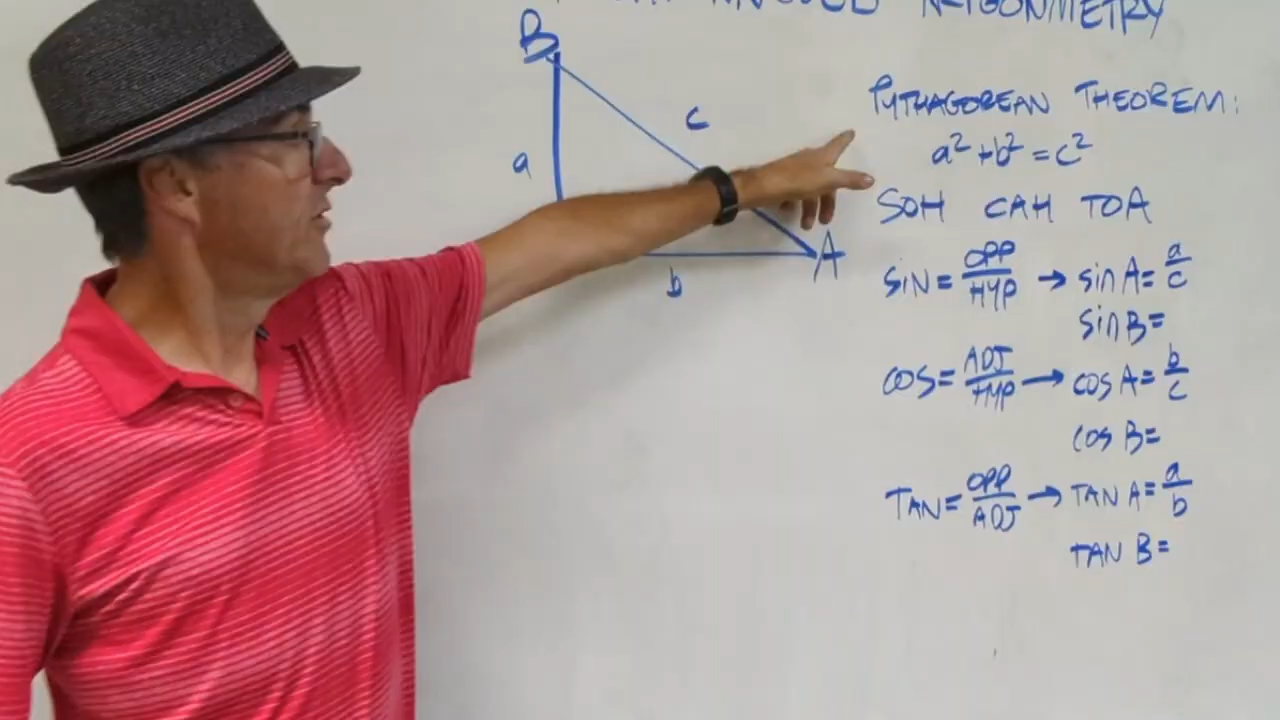 TRIGONOMETRY
B
c
a
A
b
PYTHAGOREAN THEOREM:
a² + b² = c²
SOH CAH TOA
SIN = OPP/HYP → sin A = a/c
sin B =
COS = ADJ/HYP → cos A = b/c
cos B =
TAN = OPP/ADJ → TAN A = a/b
TAN B =